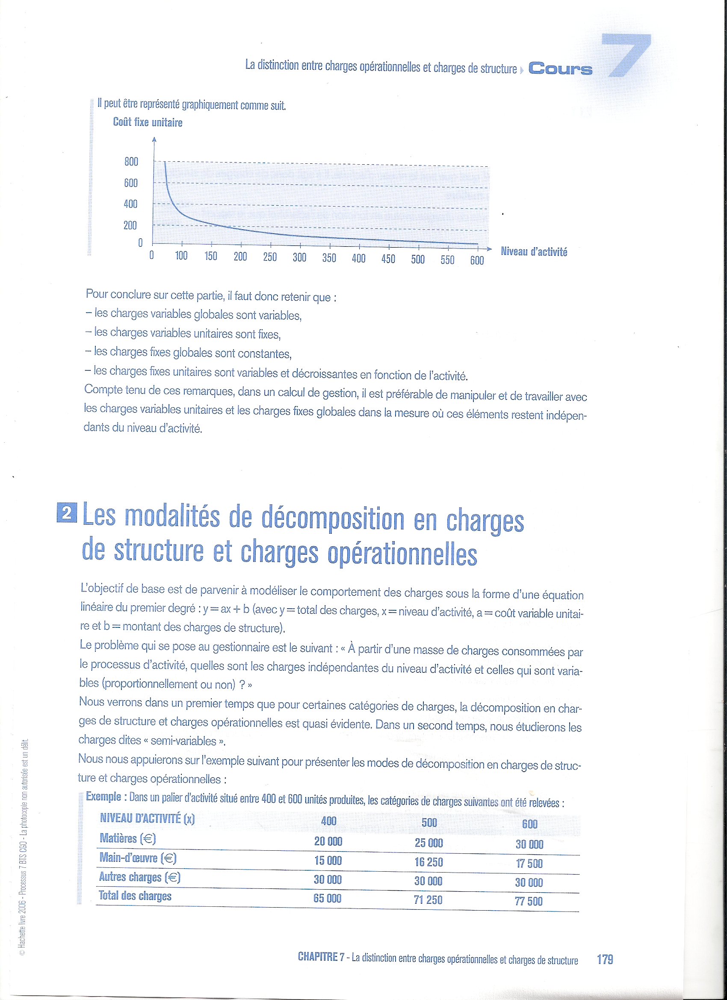 La distinction entre charges opérationnelles et charges de structure › Cours 7
Il peut être représenté graphiquement comme suit.
Coût fixe unitaire
800
600
400
200
0
0 100 150 200 250 300 350 400 450 500 550 600
Niveau d'activité
Pour conclure sur cette partie, il faut donc retenir que :
– les charges variables globales sont variables,
– les charges variables unitaires sont fixes,
– les charges fixes globales sont constantes,
– les charges fixes unitaires sont variables et décroissantes en fonction de l'activité.
Compte tenu de ces remarques, dans un calcul de gestion, il est préférable de manipuler et de travailler avec
les charges variables unitaires et les charges fixes globales dans la mesure où ces éléments restent indépen-
dants du niveau d'activité.
2 Les modalités de décomposition en charges
de structure et charges opérationnelles
L'objectif de base est de parvenir à modéliser le comportement des charges sous la forme d'une équation
linéaire du premier degré : y = ax + b (avec y = total des charges, x = niveau d'activité, a = coût variable unitai-
re et b = montant des charges de structure).
Le problème qui se pose au gestionnaire est le suivant : « À partir d'une masse de charges consommées par
le processus d'activité, quelles sont les charges indépendantes du niveau d'activité et celles qui sont varia-
bles (proportionnellement ou non) ? »
Nous verrons dans un premier temps que pour certaines catégories de charges, la décomposition en char-
ges de structure et charges opérationnelles est quasi évidente. Dans un second temps, nous étudierons les
charges dites « semi-variables ».
Nous nous appuierons sur l'exemple suivant pour présenter les modes de décomposition en charges de struc-
ture et charges opérationnelles :
Exemple : Dans un palier d'activité situé entre 400 et 600 unités produites, les catégories de charges suivantes ont été relevées :
NIVEAU D'ACTIVITÉ (x) 400 500 600
Matières (€) 20 000 25 000 30 000
Main-d'œuvre (€) 15 000 16 250 17 500
Autres charges (€) 30 000 30 000 30 000
Total des charges 65 000 71 250 77 500
© Hachette livre 2006 - Processus 7 BTS CGO - La photocopie non autorisée est un délit.
CHAPITRE 7 - La distinction entre charges opérationnelles et charges de structure 179